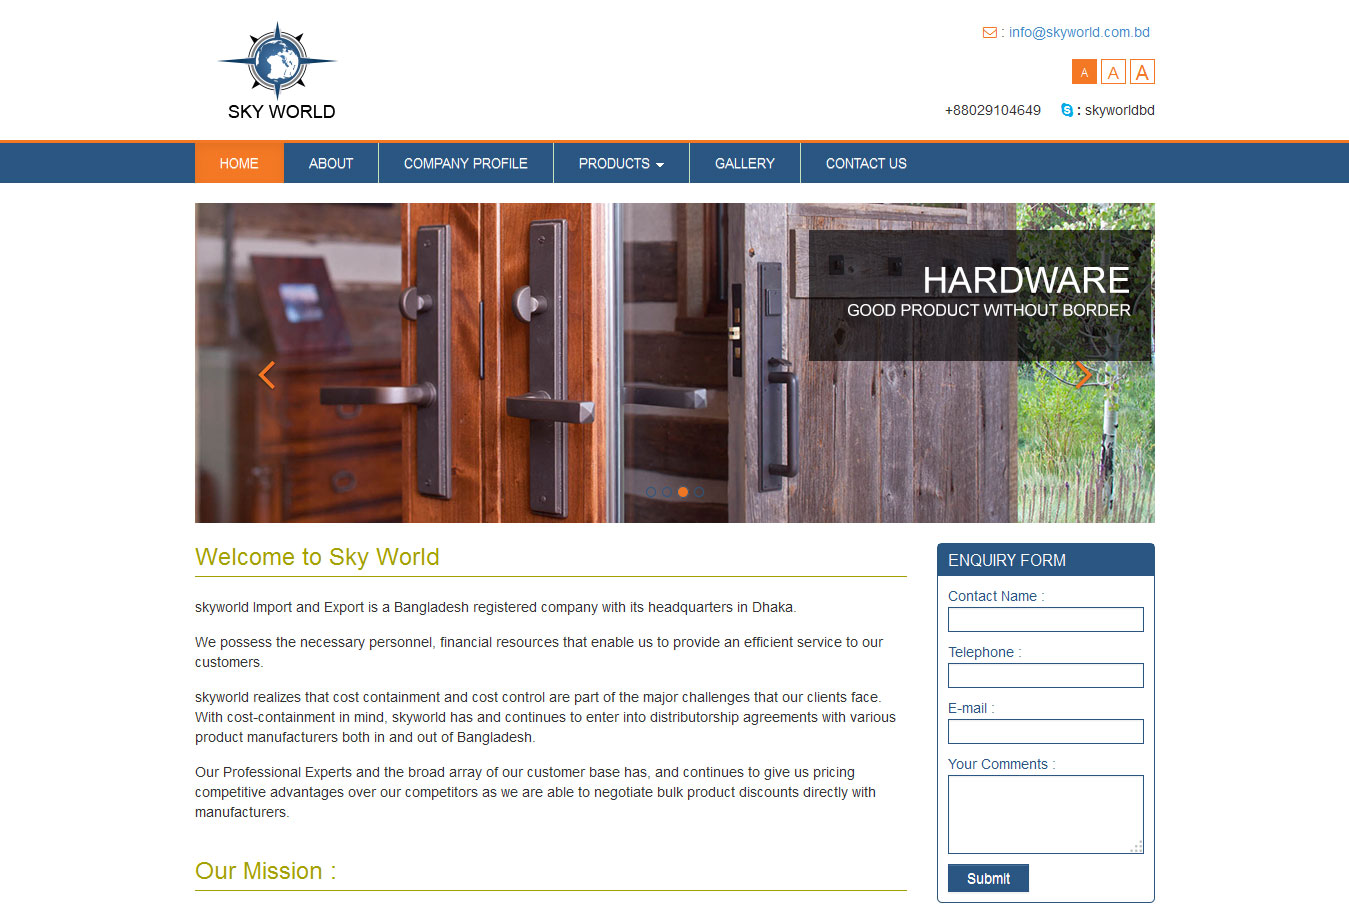 SKY WORLD
: info@skyworld.com.bd
A A A
+88029104649 : skyworldbd
HOME ABOUT COMPANY PROFILE PRODUCTS GALLERY CONTACT US
HARDWARE
GOOD PRODUCT WITHOUT BORDER
Welcome to Sky World
skyworld Import and Export is a Bangladesh registered company with its headquarters in Dhaka.
We possess the necessary personnel, financial resources that enable us to provide an efficient service to our
customers.
skyworld realizes that cost containment and cost control are part of the major challenges that our clients face.
With cost-containment in mind, skyworld has and continues to enter into distributorship agreements with various
product manufacturers both in and out of Bangladesh.
Our Professional Experts and the broad array of our customer base has, and continues to give us pricing
competitive advantages over our competitors as we are able to negotiate bulk product discounts directly with
manufacturers.
Our Mission :
ENQUIRY FORM
Contact Name :
Telephone :
E-mail :
Your Comments :
Submit